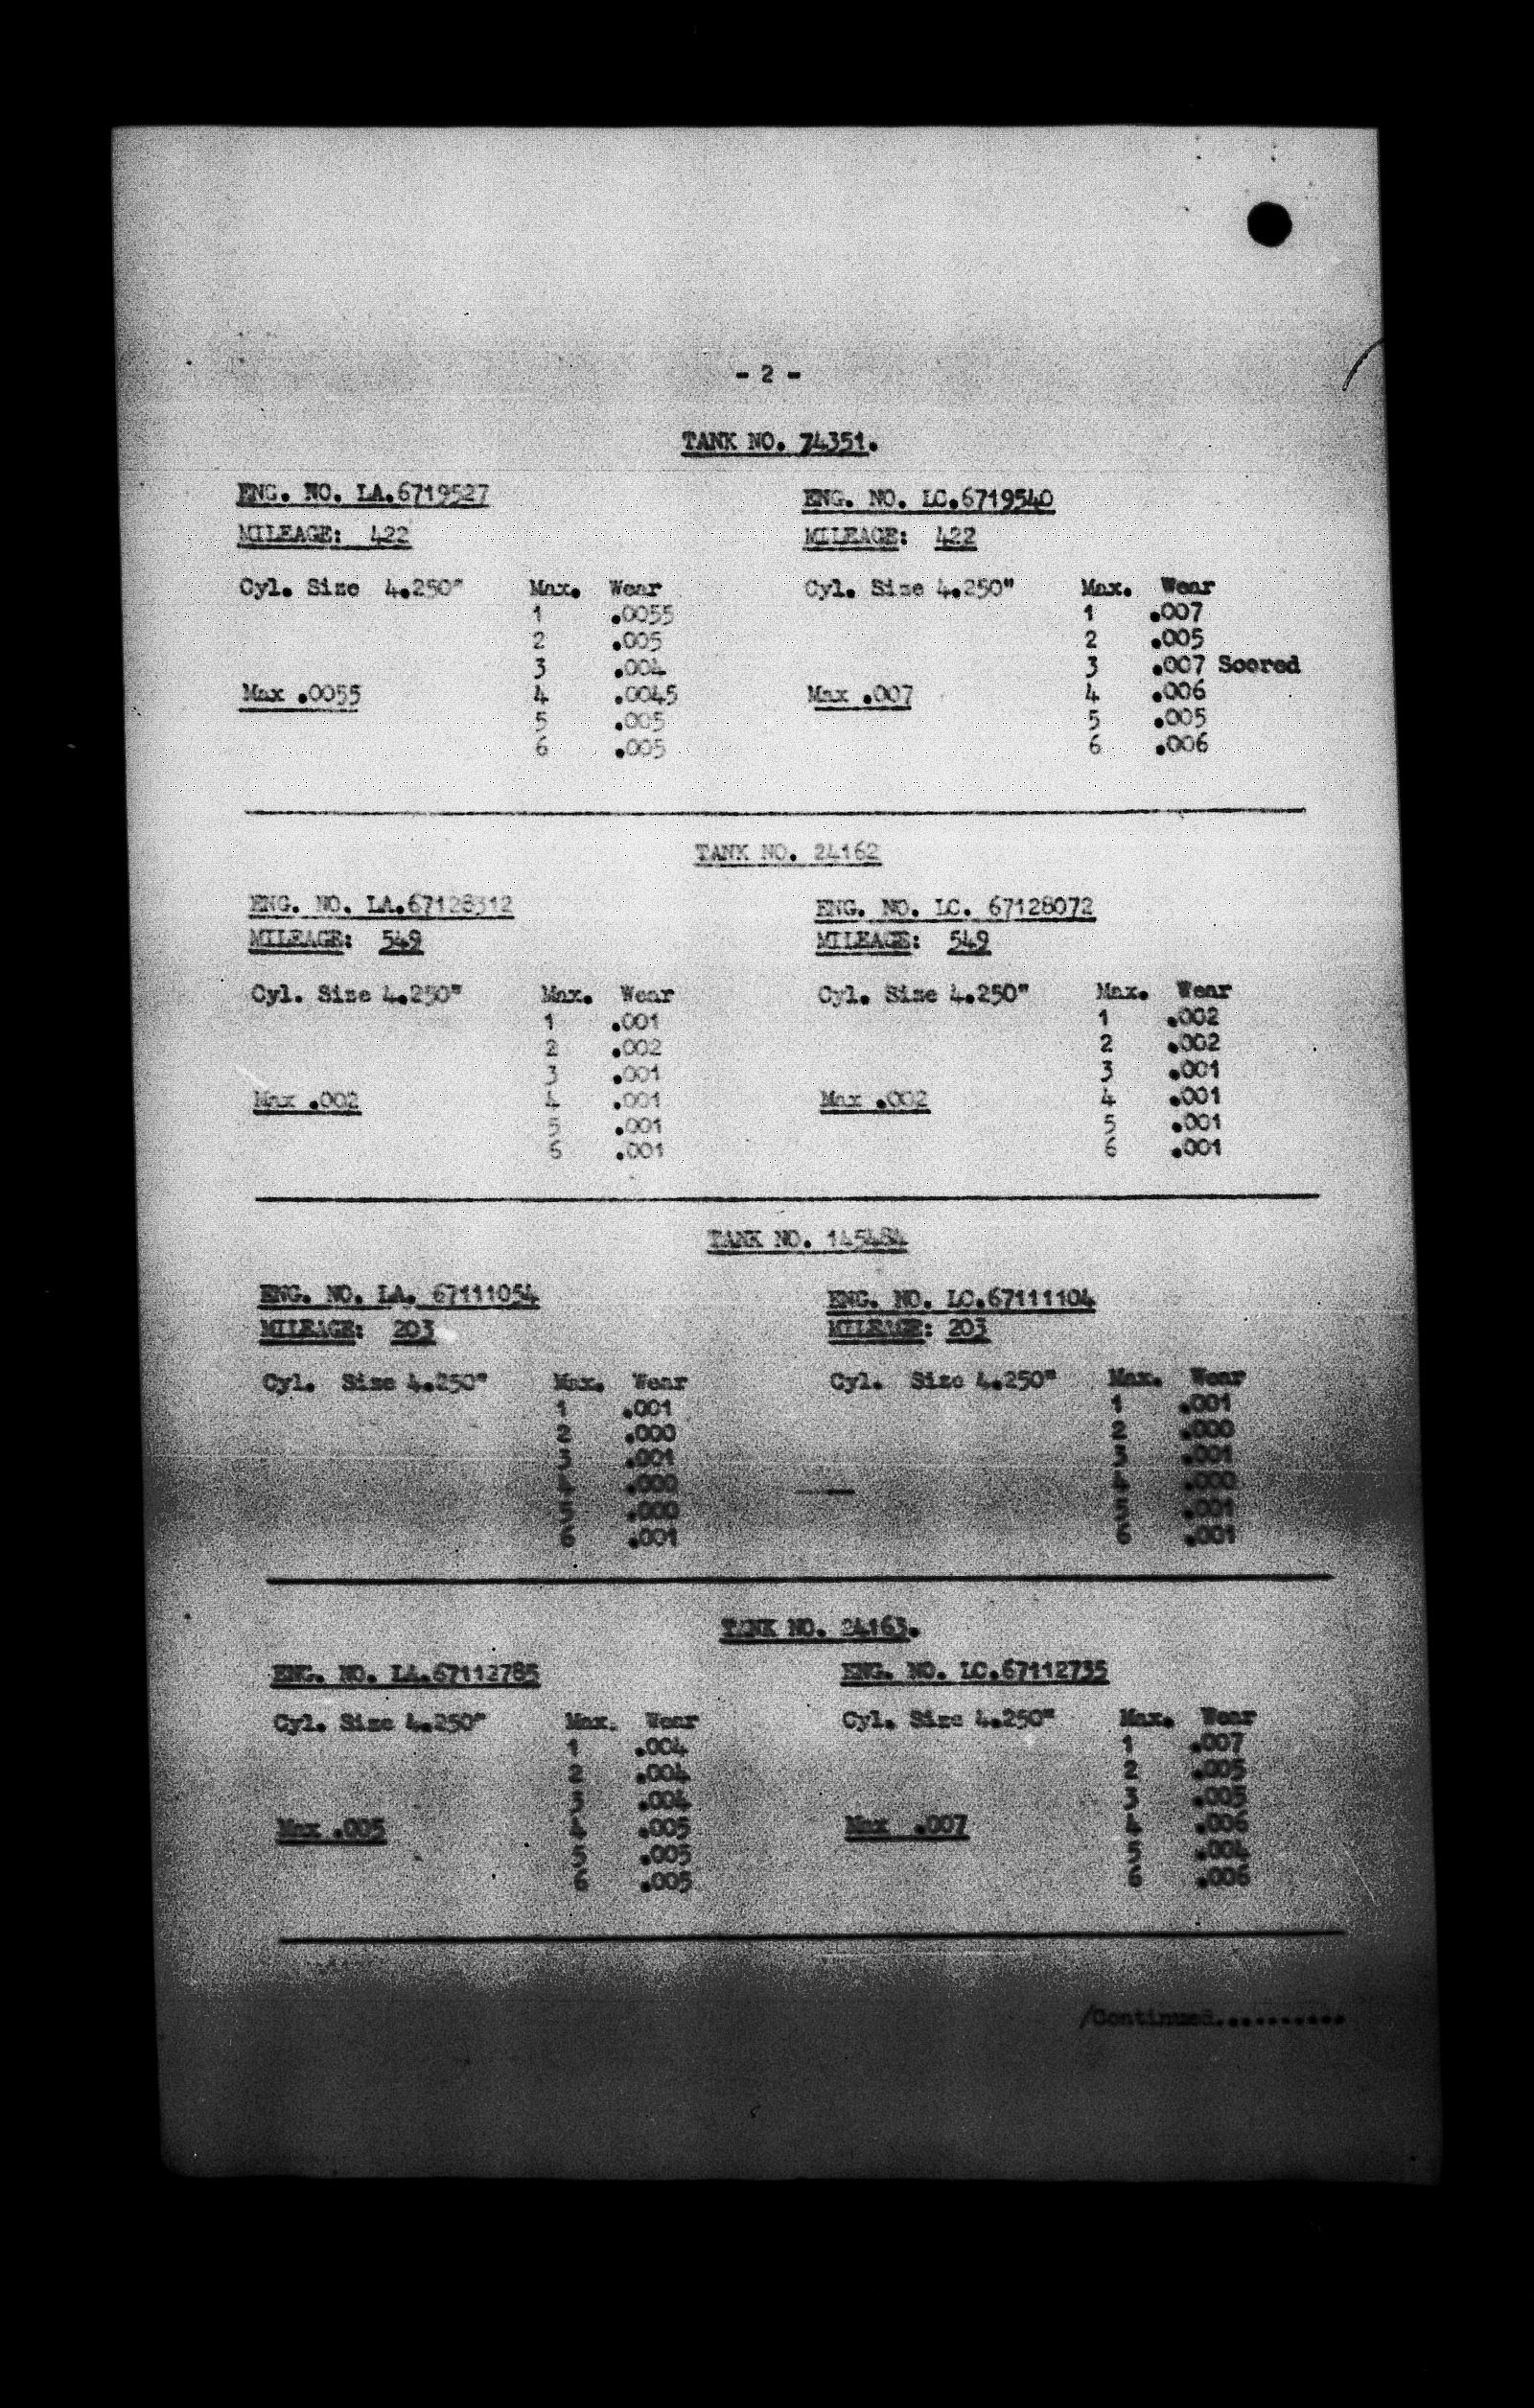 - 2 -
TANK NO. 74351.
ENG. NO. LA.6719527 ENG. NO. LC.6719540
MILEAGE: 422 MILEAGE: 422
Cyl. Size 4.250" Max. Wear Cyl. Size 4.250" Max. Wear
1 .0055 1 .007
2 .005 2 .005
3 .004 3 .007 Scored
Max .0055 4 .0045 Max .007 4 .006
5 .005 5 .005
6 .005 6 .006
TANK NO. 24162
ENG. NO. LA.67128312 ENG. NO. LC. 67128072
MILEAGE: 549 MILEAGE: 549
Cyl. Size 4.250" Max. Wear Cyl. Size 4.250" Max. Wear
1 .001 1 .002
2 .002 2 .002
3 .001 3 .001
Max .002 4 .001 Max .002 4 .001
5 .001 5 .001
6 .001 6 .001
TANK NO. 145484
ENG. NO. LA. 67111054 ENG. NO. LC.67111104
MILEAGE: 203 MILEAGE: 203
Cyl. Size 4.250" Max. Wear Cyl. Size 4.250" Max. Wear
1 .001 1 .001
2 .000 2 .000
3 .001 3 .001
4 .000 4 .000
5 .000 5 .001
6 .001 6 .001
TANK NO. 24163.
ENG. NO. LA.67112785 ENG. NO. LC.67112735
Cyl. Size 4.250" Max. Wear Cyl. Size 4.250" Max. Wear
1 .004 1 .007
2 .004 2 .005
3 .004 3 .005
Max .005 4 .005 Max .007 4 .006
5 .005 5 .004
6 .005 6 .006
/Continued..........